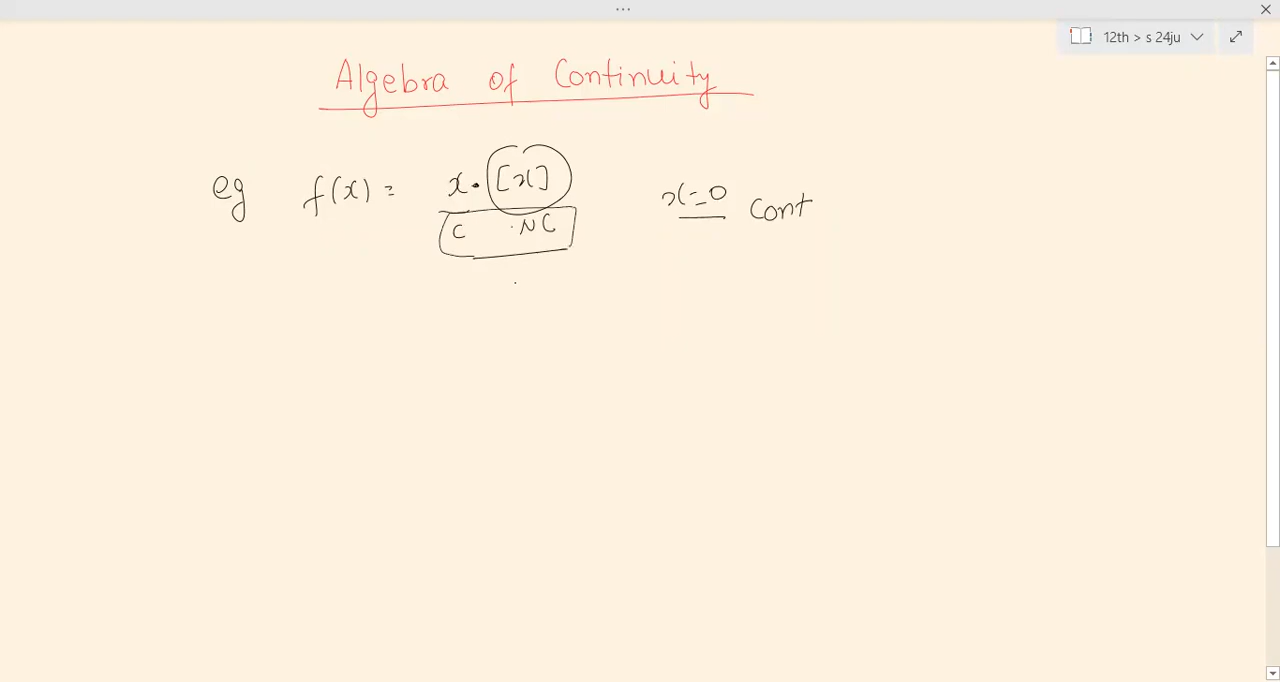 12th > s 24ju
Algebra of Continuity
eg f(x) = x·[x] x=0 Cont
C ·NC